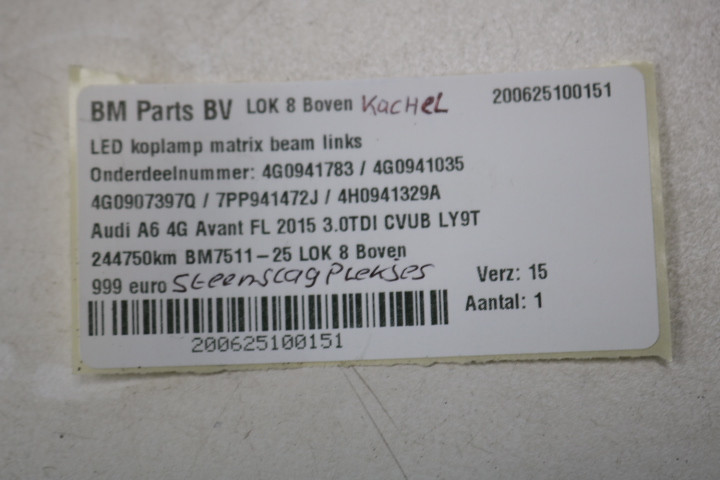 BM Parts BV LOK 8 Boven Kachel 200625100151
LED koplamp matrix beam links
Onderdeelnummer: 4G0941783 / 4G0941035
4G0907397Q / 7PP941472J / 4H0941329A
Audi A6 4G Avant FL 2015 3.0TDI CVUB LY9T
244750km BM7511-25 LOK 8 Boven
999 euro Steenslag Plekjes Verz: 15
Aantal: 1
200625100151